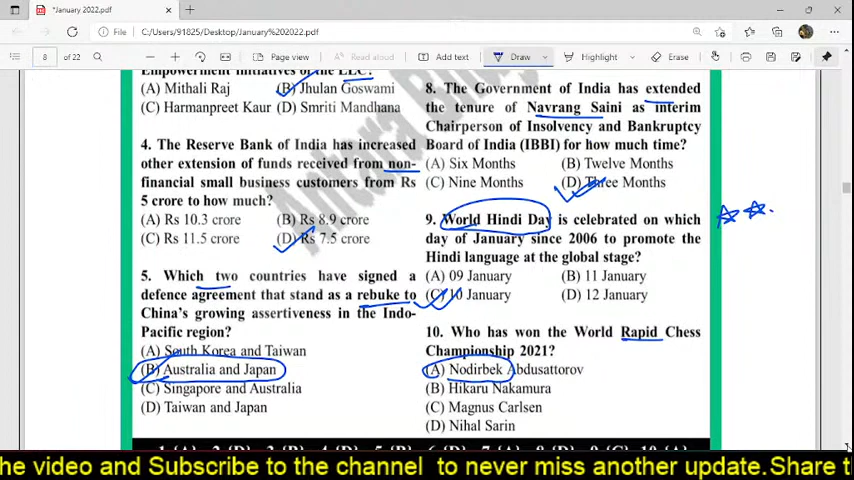 *January 2022.pdf
File
C:/Users/91825/Desktop/January%202022.pdf
8 of 22
Page view
Read aloud
Add text
Draw
Highlight
Erase
Empowerment Initiatives of the LLC?
(A) Mithali Raj (B) Jhulan Goswami
(C) Harmanpreet Kaur (D) Smriti Mandhana
4. The Reserve Bank of India has increased
other extension of funds received from non-
financial small business customers from Rs
5 crore to how much?
(A) Rs 10.3 crore (B) Rs 8.9 crore
(C) Rs 11.5 crore (D) Rs 7.5 crore
5. Which two countries have signed a
defence agreement that stand as a rebuke to
China's growing assertiveness in the Indo-
Pacific region?
(A) South Korea and Taiwan
(B) Australia and Japan
(C) Singapore and Australia
(D) Taiwan and Japan
8. The Government of India has extended
the tenure of Navrang Saini as interim
Chairperson of Insolvency and Bankruptcy
Board of India (IBBI) for how much time?
(A) Six Months (B) Twelve Months
(C) Nine Months (D) Three Months
9. World Hindi Day is celebrated on which
day of January since 2006 to promote the
Hindi language at the global stage?
(A) 09 January (B) 11 January
(C) 10 January (D) 12 January
10. Who has won the World Rapid Chess
Championship 2021?
(A) Nodirbek Abdusattorov
(B) Hikaru Nakamura
(C) Magnus Carlsen
(D) Nihal Sarin
the video and Subscribe to the channel to never miss another update.Share t